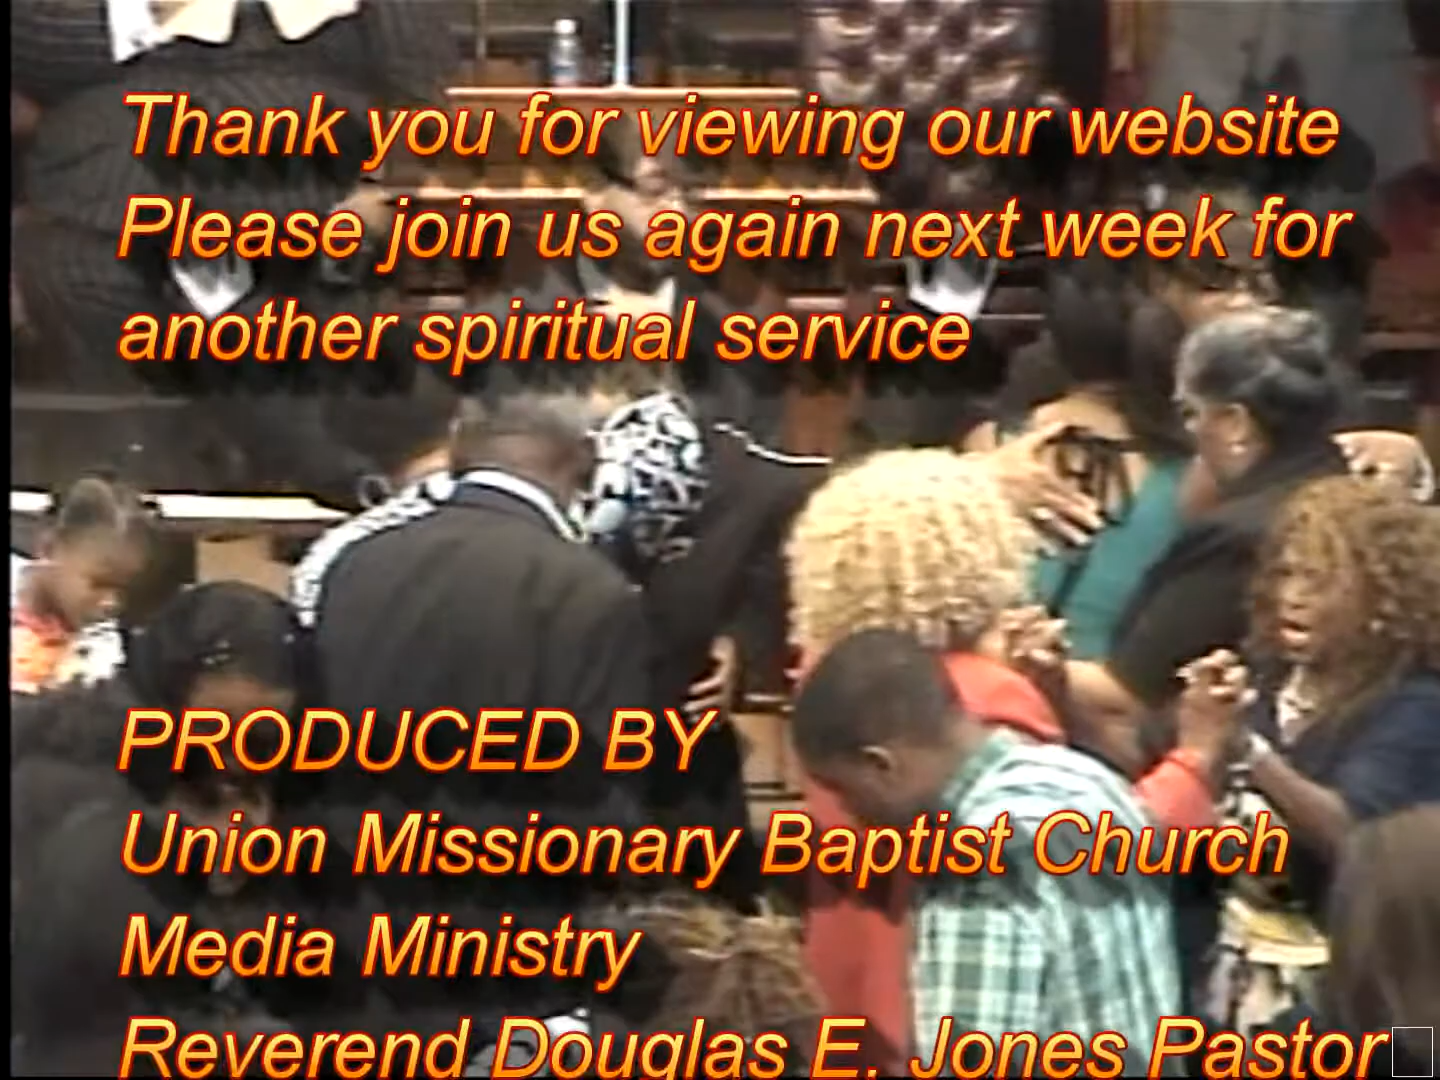 Thank you for viewing our website
Please join us again next week for
another spiritual service
PRODUCED BY
Union Missionary Baptist Church
Media Ministry
Reverend Douglas E. Jones Pastor